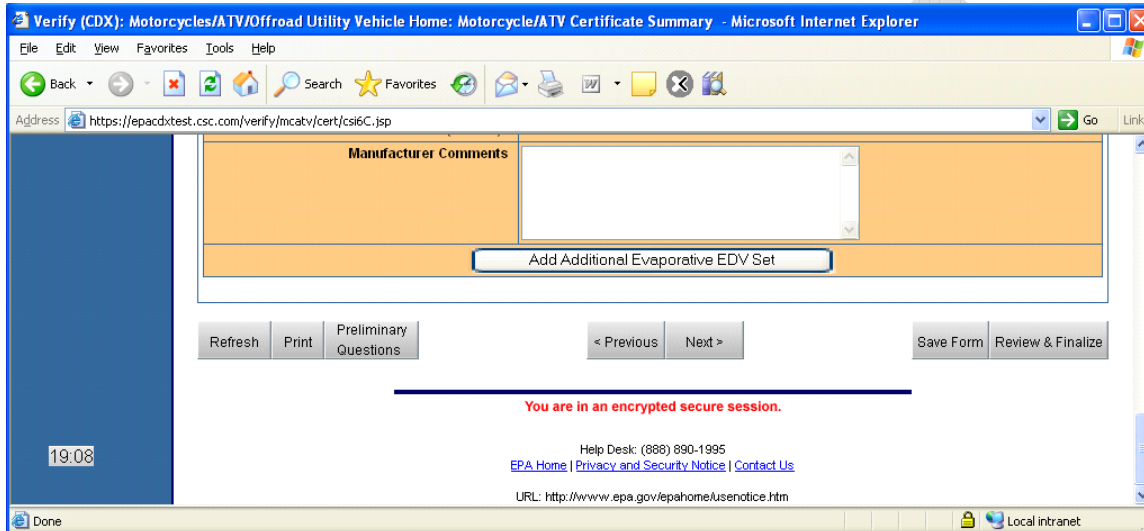 Verify (CDX): Motorcycles/ATV/Offroad Utility Vehicle Home: Motorcycle/ATV Certificate Summary - Microsoft Internet Explorer
File Edit View Favorites Tools Help
Back Search Favorites
Address https://epacdxtest.csc.com/verify/mcatv/cert/csi6C.jsp Go Link
Manufacturer Comments
Add Additional Evaporative EDV Set
Refresh Print Preliminary Questions < Previous Next > Save Form Review & Finalize
You are in an encrypted secure session.
19:08
Help Desk: (888) 890-1995
EPA Home | Privacy and Security Notice | Contact Us
URL: http://www.epa.gov/epahome/usenotice.htm
Done Local intranet